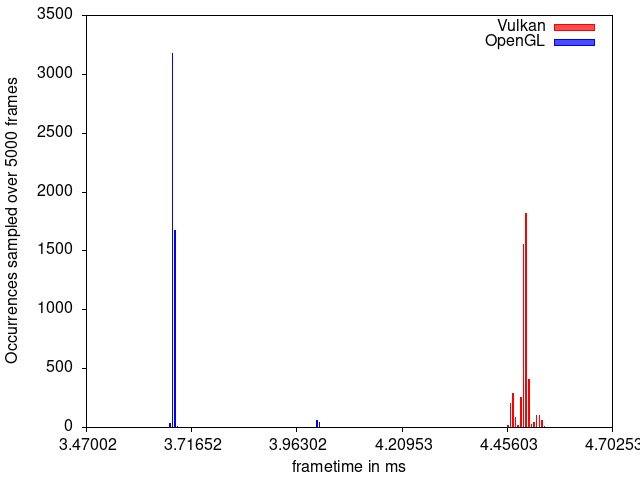 3500
3000
2500
2000
1500
1000
500
0
Occurrences sampled over 5000 frames
Vulkan
OpenGL
3.47002 3.71652 3.96302 4.20953 4.45603 4.70253
frametime in ms